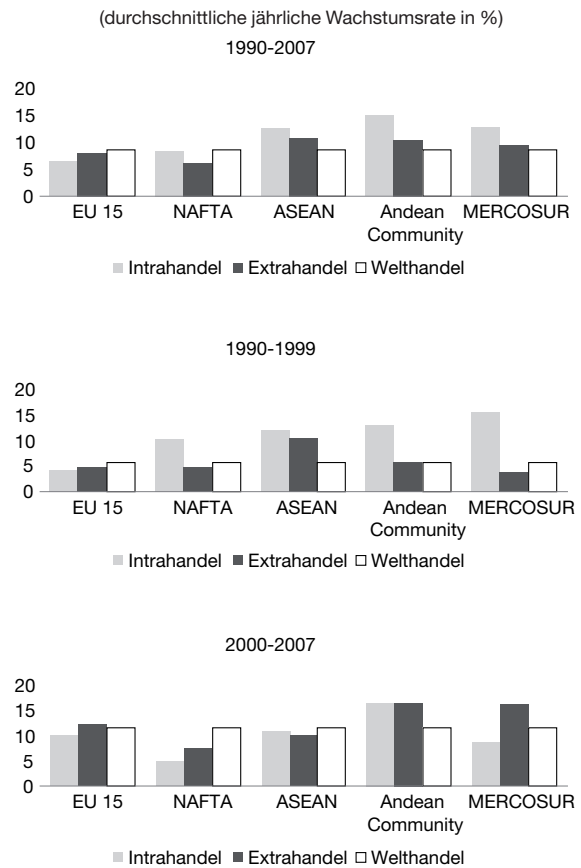 (durchschnittliche jährliche Wachstumsrate in %)
1990-2007
20
15
10
5
0
EU 15 NAFTA ASEAN Andean Community MERCOSUR
Intrahandel Extrahandel Welthandel
1990-1999
20
15
10
5
0
EU 15 NAFTA ASEAN Andean Community MERCOSUR
Intrahandel Extrahandel Welthandel
2000-2007
20
15
10
5
0
EU 15 NAFTA ASEAN Andean Community MERCOSUR
Intrahandel Extrahandel Welthandel